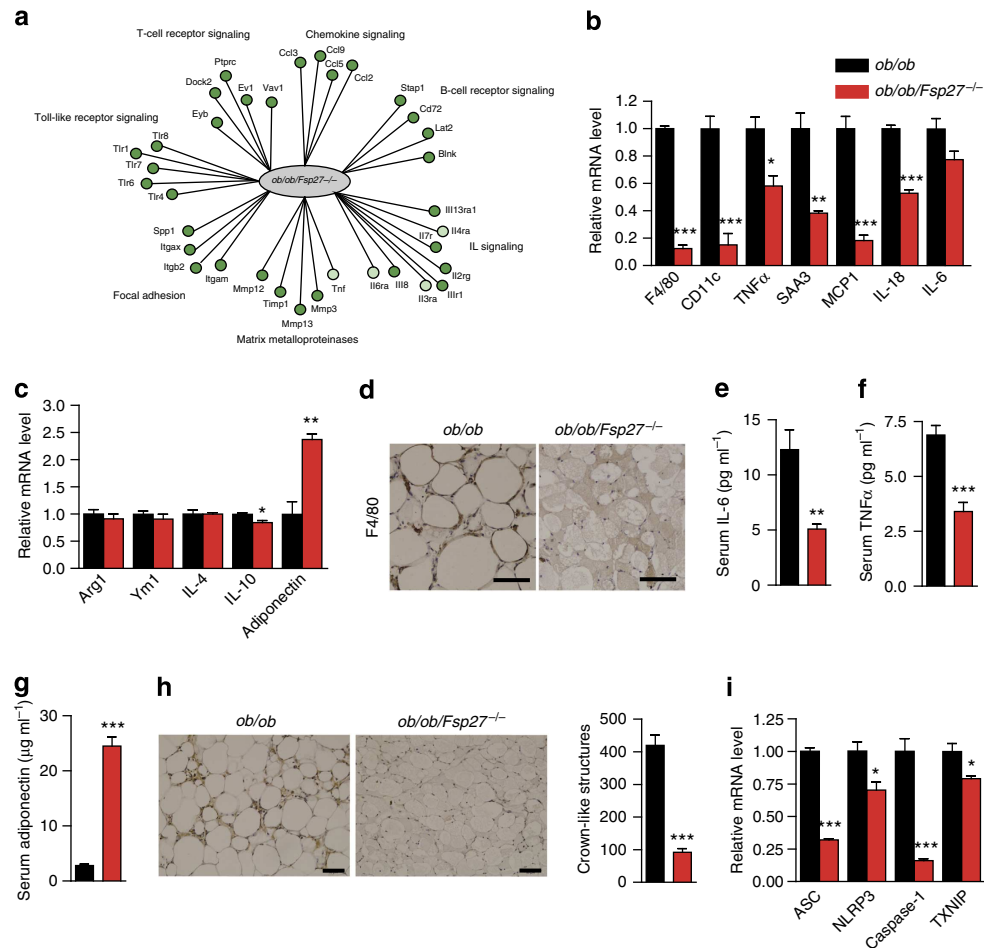 a
T-cell receptor signaling
Chemokine signaling
Ptprc
Dock2
Ev1
Vav1
Eyb
Ccl3
Ccl9
Ccl5
Ccl2
Stap1
B-cell receptor signaling
Cd72
Lat2
Blnk
Toll-like receptor signaling
Tlr8
Tlr1
Tlr7
Tlr6
Tlr4
ob/ob/Fsp27–/–
Spp1
Itgax
Itgb2
Itgam
Focal adhesion
Mmp12
Timp1
Mmp13
Mmp3
Tnf
Matrix metalloproteinases
Il6ra
Il18
Il3ra
Il1r1
Il2rg
Il7r
Il4ra
Il13ra1
IL signaling
b
ob/ob
ob/ob/Fsp27–/–
Relative mRNA level
1.2
1.0
0.8
0.6
0.4
0.2
0.0
***
***
*
**
***
***
F4/80
CD11c
TNFα
SAA3
MCP1
IL-18
IL-6
c
Relative mRNA level
3.0
2.5
2.0
1.5
1.0
0.5
0.0
*
**
Arg1
Ym1
IL-4
IL-10
Adiponectin
d
ob/ob
ob/ob/Fsp27–/–
F4/80
e
Serum IL-6 (pg ml–1)
15
10
5
0
**
f
Serum TNFα (pg ml–1)
7.5
5.0
2.5
0.0
***
g
Serum adiponectin (µg ml–1)
30
20
10
0
***
h
ob/ob
ob/ob/Fsp27–/–
Crown-like structures
500
400
300
200
100
0
***
i
Relative mRNA level
1.25
1.00
0.75
0.50
0.25
0.00
***
*
***
*
ASC
NLRP3
Caspase-1
TXNIP